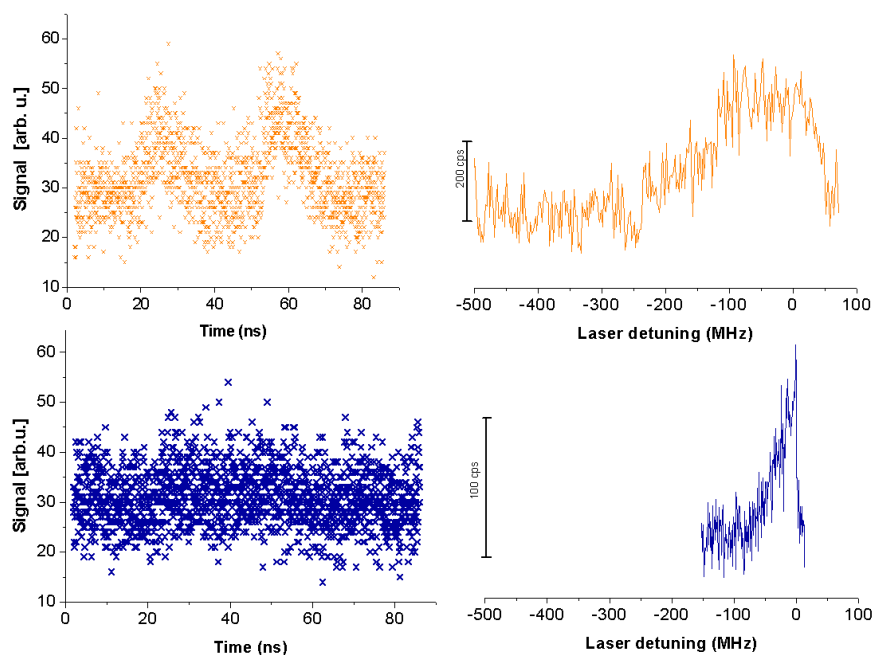 60
50
40
30
20
10
Signal [arb. u.]
0 20 40 60 80
Time (ns)
200 cps
-500 -400 -300 -200 -100 0 100
Laser detuning (MHz)
60
50
40
30
20
10
Signal [arb.u.]
0 20 40 60 80
Time (ns)
100 cps
-500 -400 -300 -200 -100 0 100
Laser detuning (MHz)